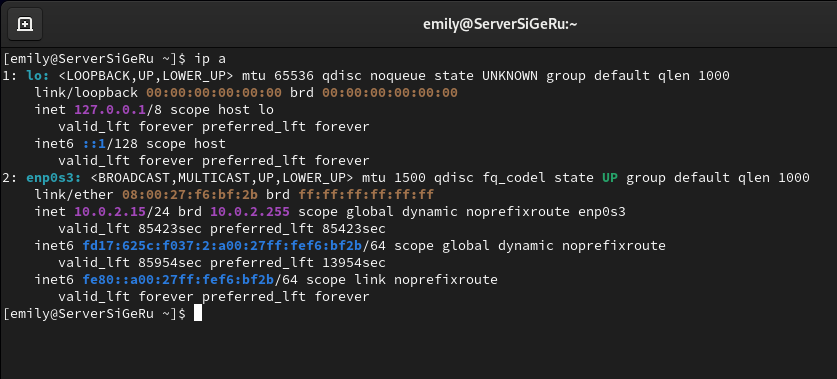 emily@ServerSiGeRu:~
[emily@ServerSiGeRu ~]$ ip a
1: lo: <LOOPBACK,UP,LOWER_UP> mtu 65536 qdisc noqueue state UNKNOWN group default qlen 1000
    link/loopback 00:00:00:00:00:00 brd 00:00:00:00:00:00
    inet 127.0.0.1/8 scope host lo
       valid_lft forever preferred_lft forever
    inet6 ::1/128 scope host
       valid_lft forever preferred_lft forever
2: enp0s3: <BROADCAST,MULTICAST,UP,LOWER_UP> mtu 1500 qdisc fq_codel state UP group default qlen 1000
    link/ether 08:00:27:f6:bf:2b brd ff:ff:ff:ff:ff:ff
    inet 10.0.2.15/24 brd 10.0.2.255 scope global dynamic noprefixroute enp0s3
       valid_lft 85423sec preferred_lft 85423sec
    inet6 fd17:625c:f037:2:a00:27ff:fef6:bf2b/64 scope global dynamic noprefixroute
       valid_lft 85954sec preferred_lft 13954sec
    inet6 fe80::a00:27ff:fef6:bf2b/64 scope link noprefixroute
       valid_lft forever preferred_lft forever
[emily@ServerSiGeRu ~]$